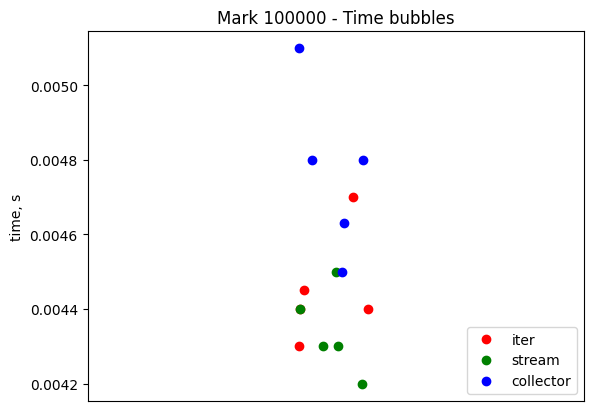 Mark 100000 - Time bubbles
time, s
0.0050
0.0048
0.0046
0.0044
0.0042
iter
stream
collector